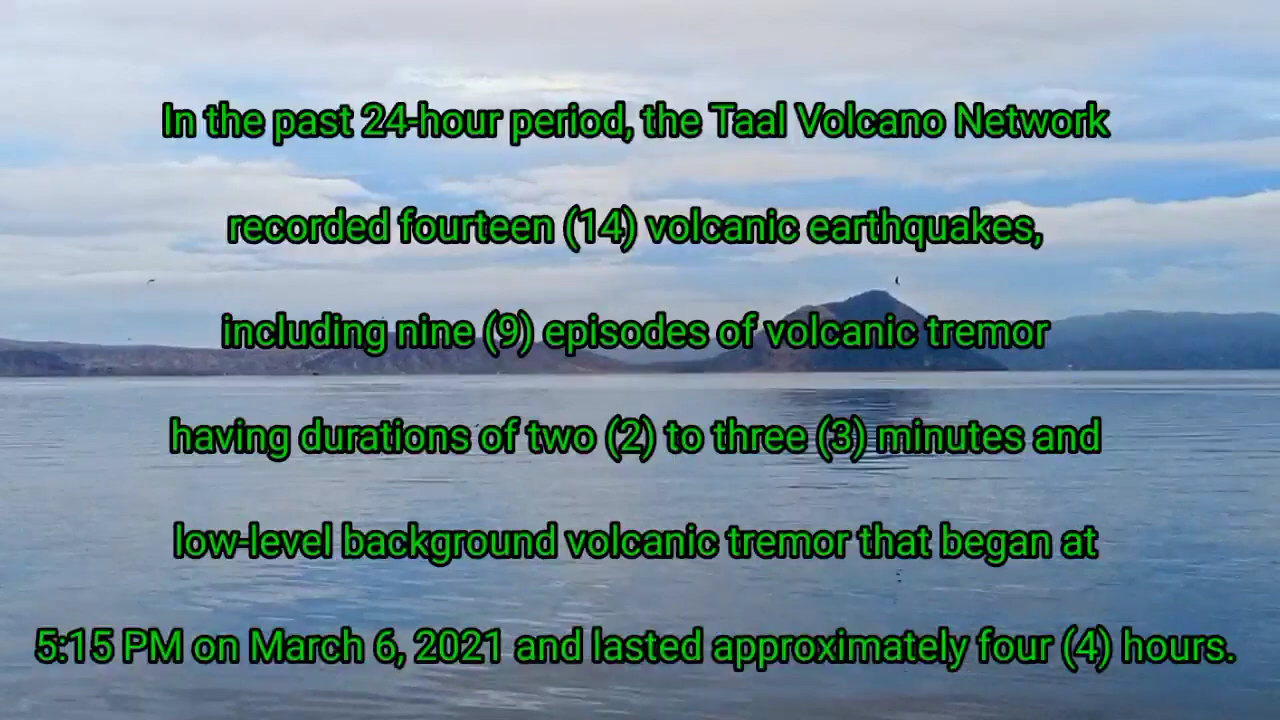 In the past 24-hour period, the Taal Volcano Network
recorded fourteen (14) volcanic earthquakes,
including nine (9) episodes of volcanic tremor
having durations of two (2) to three (3) minutes and
low-level background volcanic tremor that began at
5:15 PM on March 6, 2021 and lasted approximately four (4) hours.